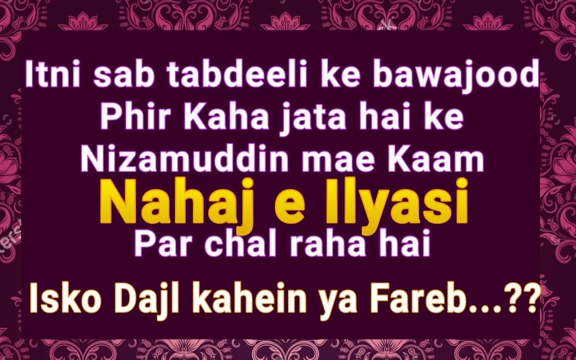 Itni sab tabdeeli ke bawajood
Phir Kaha jata hai ke
Nizamuddin mae Kaam
Nahaj e Ilyasi
Par chal raha hai
Isko Dajl kahein ya Fareb...??